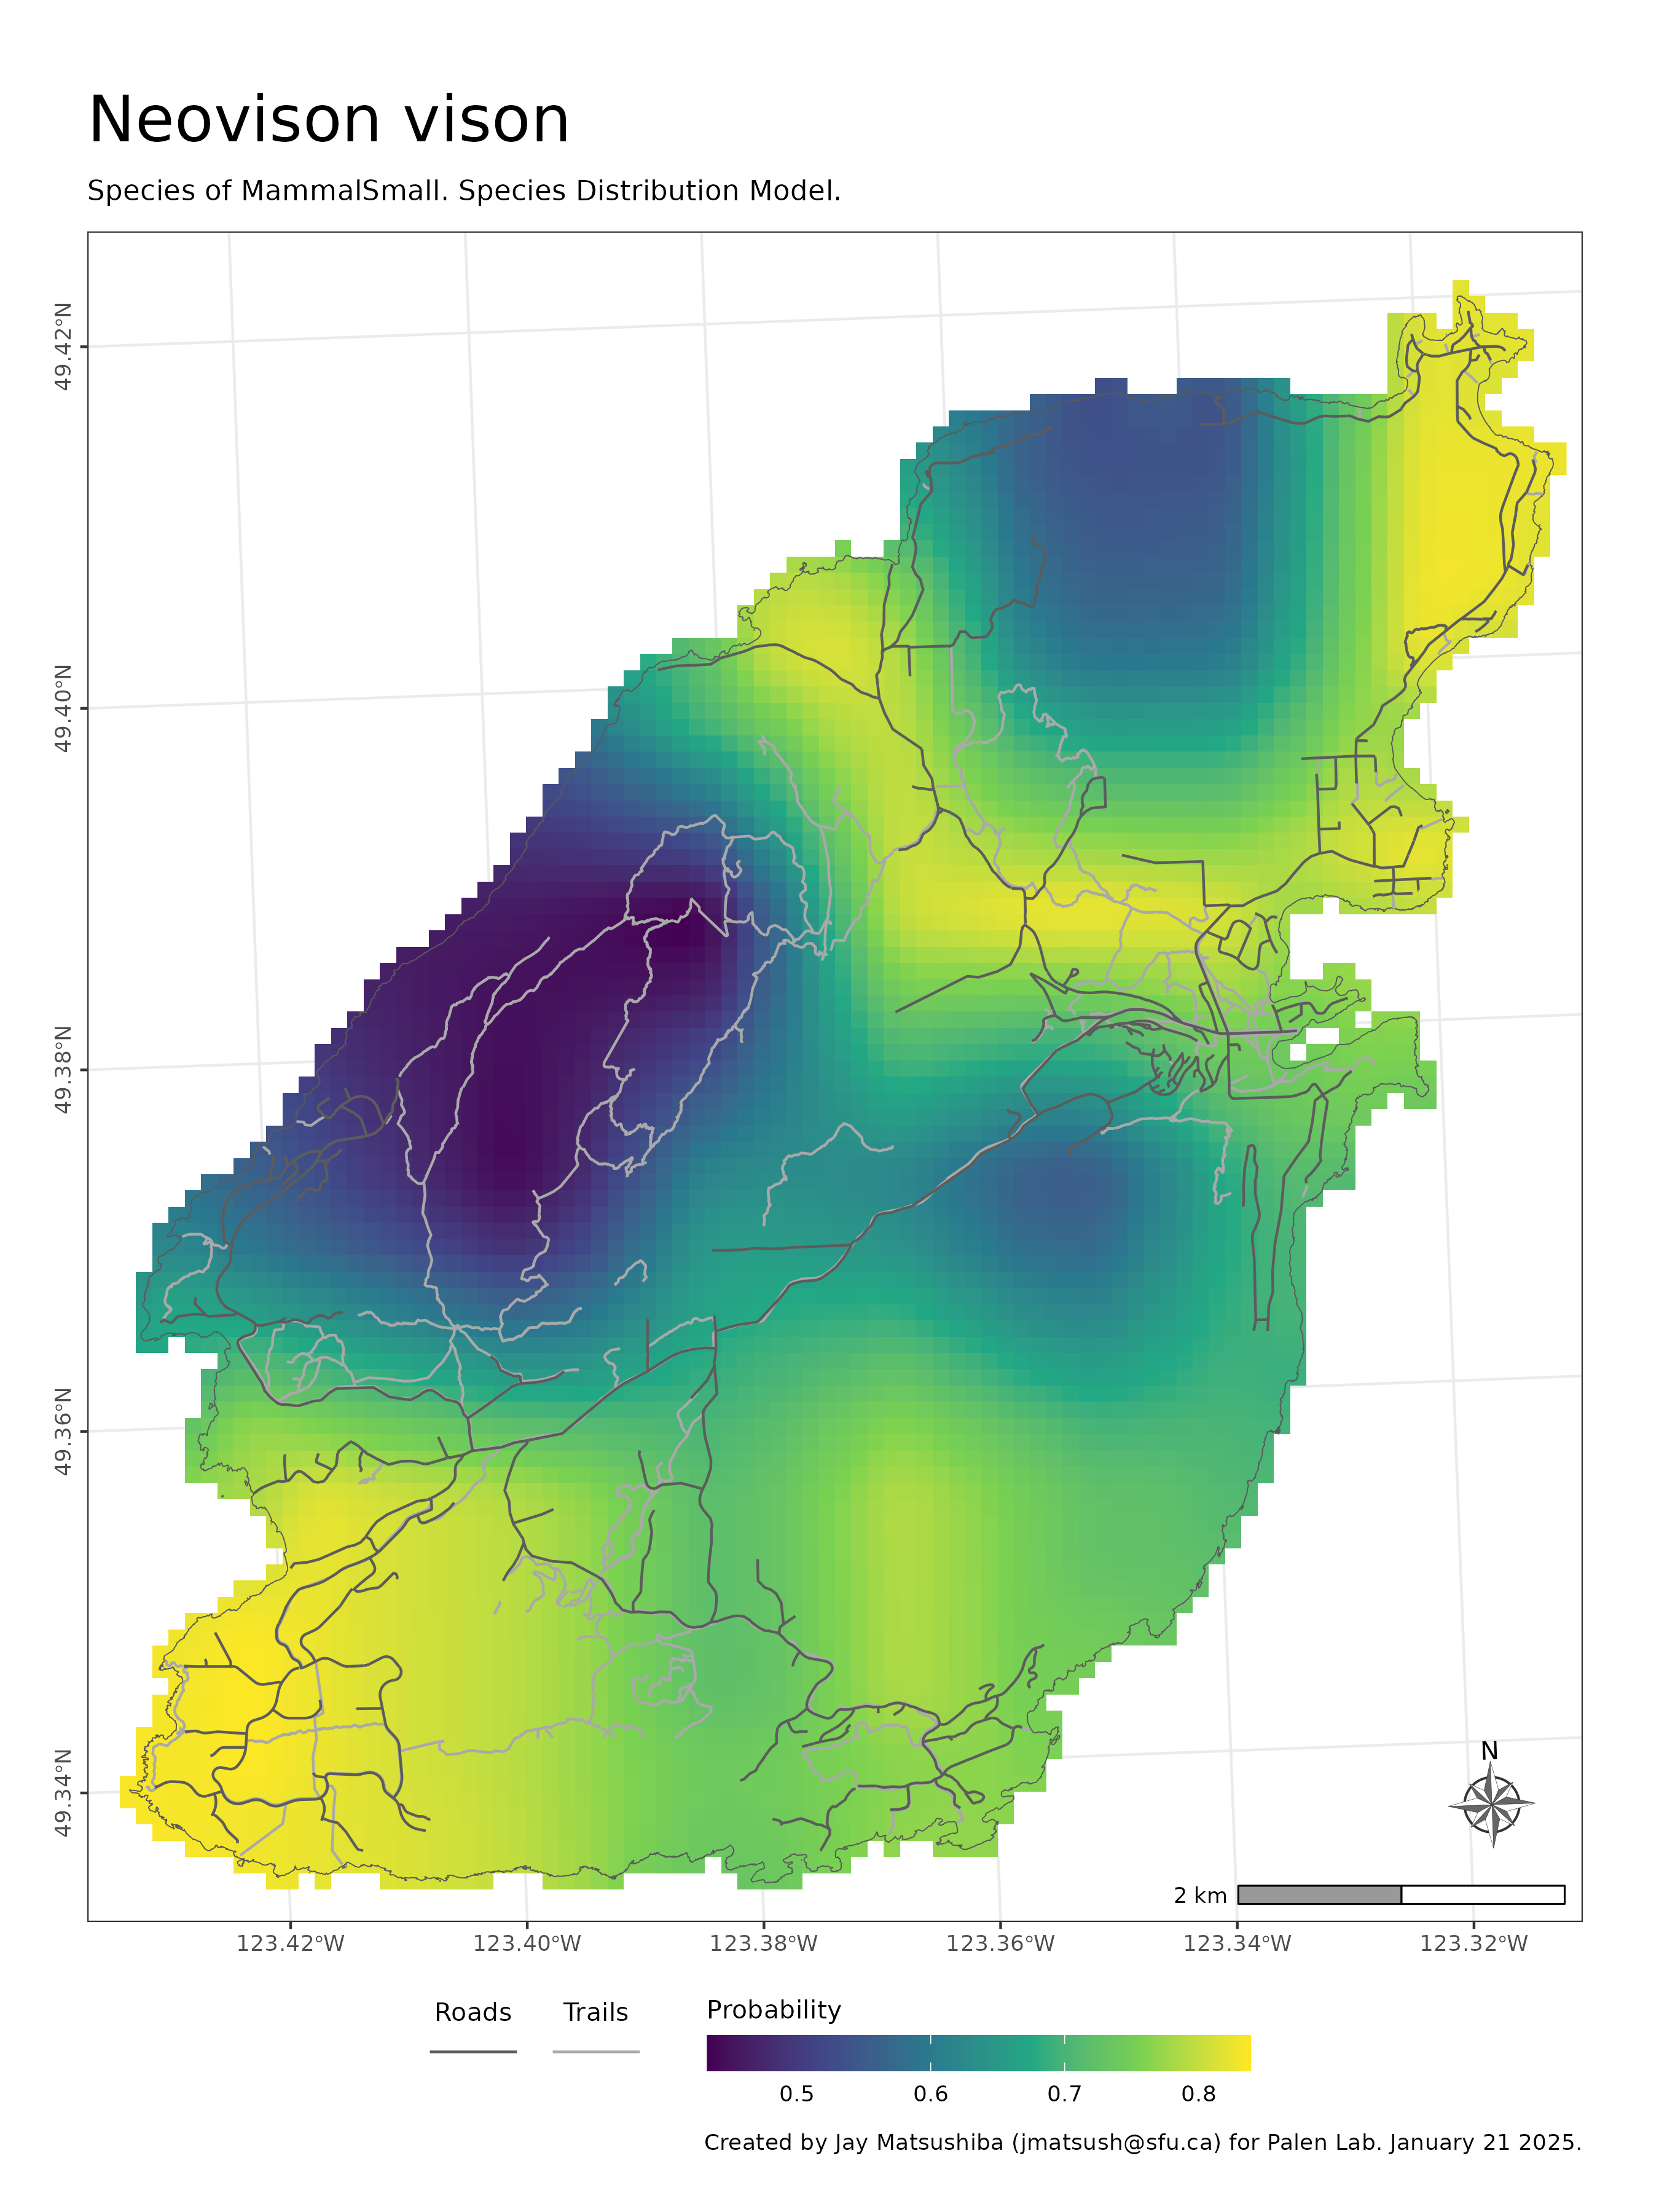 Neovison vison
Species of MammalSmall. Species Distribution Model.
49.42°N
49.40°N
49.38°N
49.36°N
49.34°N
N
2 km
123.42°W 123.40°W 123.38°W 123.36°W 123.34°W 123.32°W
Roads Trails Probability
0.5 0.6 0.7 0.8
Created by Jay Matsushiba (jmatsush@sfu.ca) for Palen Lab. January 21 2025.